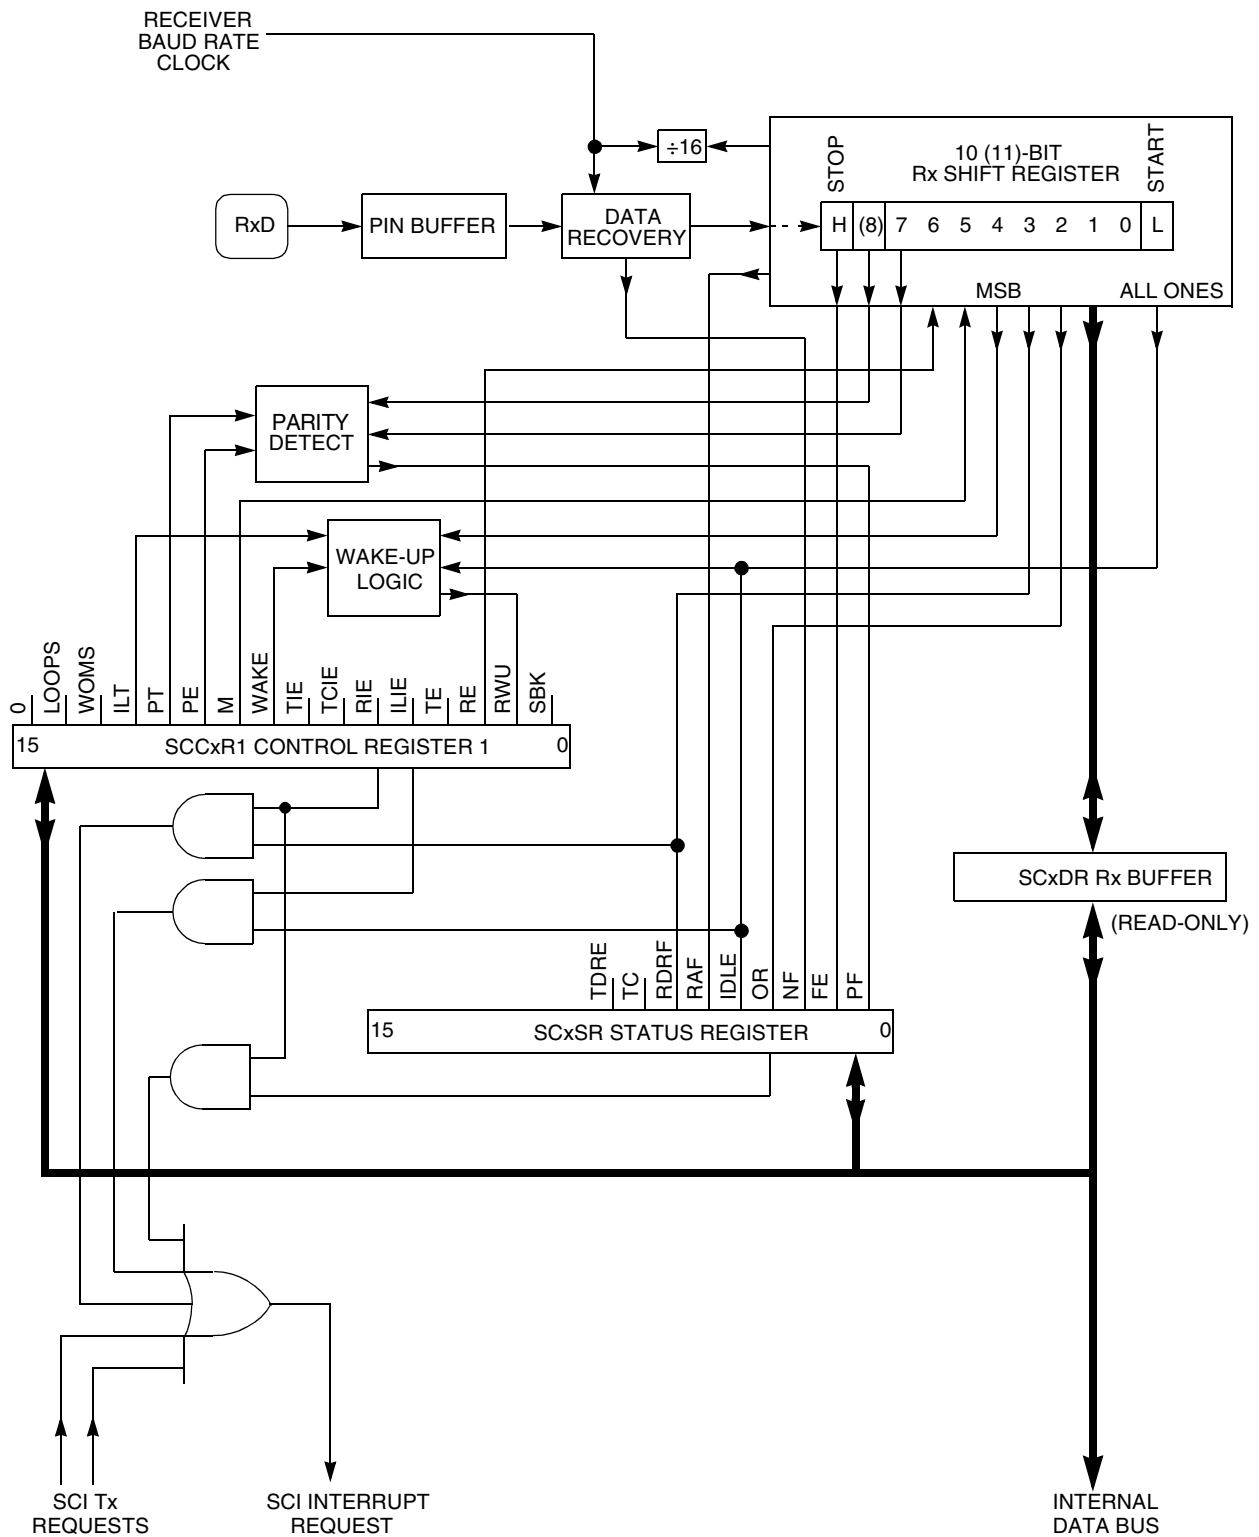 RECEIVER
BAUD RATE
CLOCK
÷16
STOP
10 (11)-BIT
Rx SHIFT REGISTER
START
RxD
PIN BUFFER
DATA
RECOVERY
H (8) 7 6 5 4 3 2 1 0 L
MSB
ALL ONES
PARITY
DETECT
WAKE-UP
LOGIC
0
LOOPS
WOMS
ILT
PT
PE
M
WAKE
TIE
TCIE
RIE
ILIE
TE
RE
RWU
SBK
15 SCCxR1 CONTROL REGISTER 1 0
SCxDR Rx BUFFER
(READ-ONLY)
TDRE
TC
RDRF
RAF
IDLE
OR
NF
FE
PF
15 SCxSR STATUS REGISTER 0
SCI Tx
REQUESTS
SCI INTERRUPT
REQUEST
INTERNAL
DATA BUS